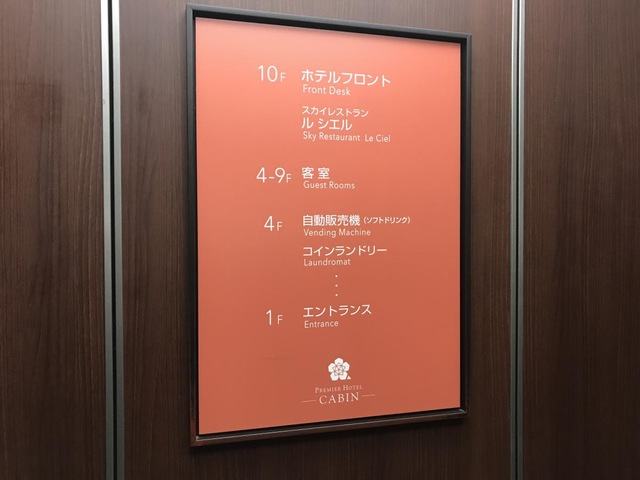 10F ホテルフロント
Front Desk
スカイレストラン
ル シエル
Sky Restaurant Le Ciel
4-9F 客室
Guest Rooms
4F 自動販売機(ソフトドリンク)
Vending Machine
コインランドリー
Laundromat
1F エントランス
Entrance
PREMIER HOTEL
CABIN